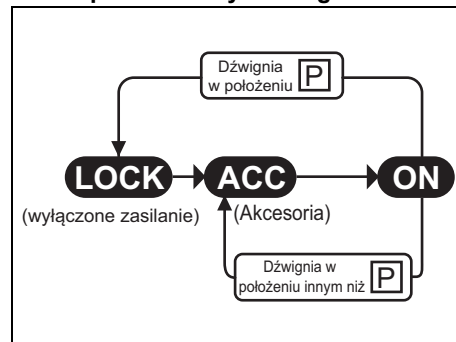 Dźwignia
w położeniu P
LOCK ACC ON
(wyłączone zasilanie) (Akcesoria)
Dźwignia w
położeniu innym niż P